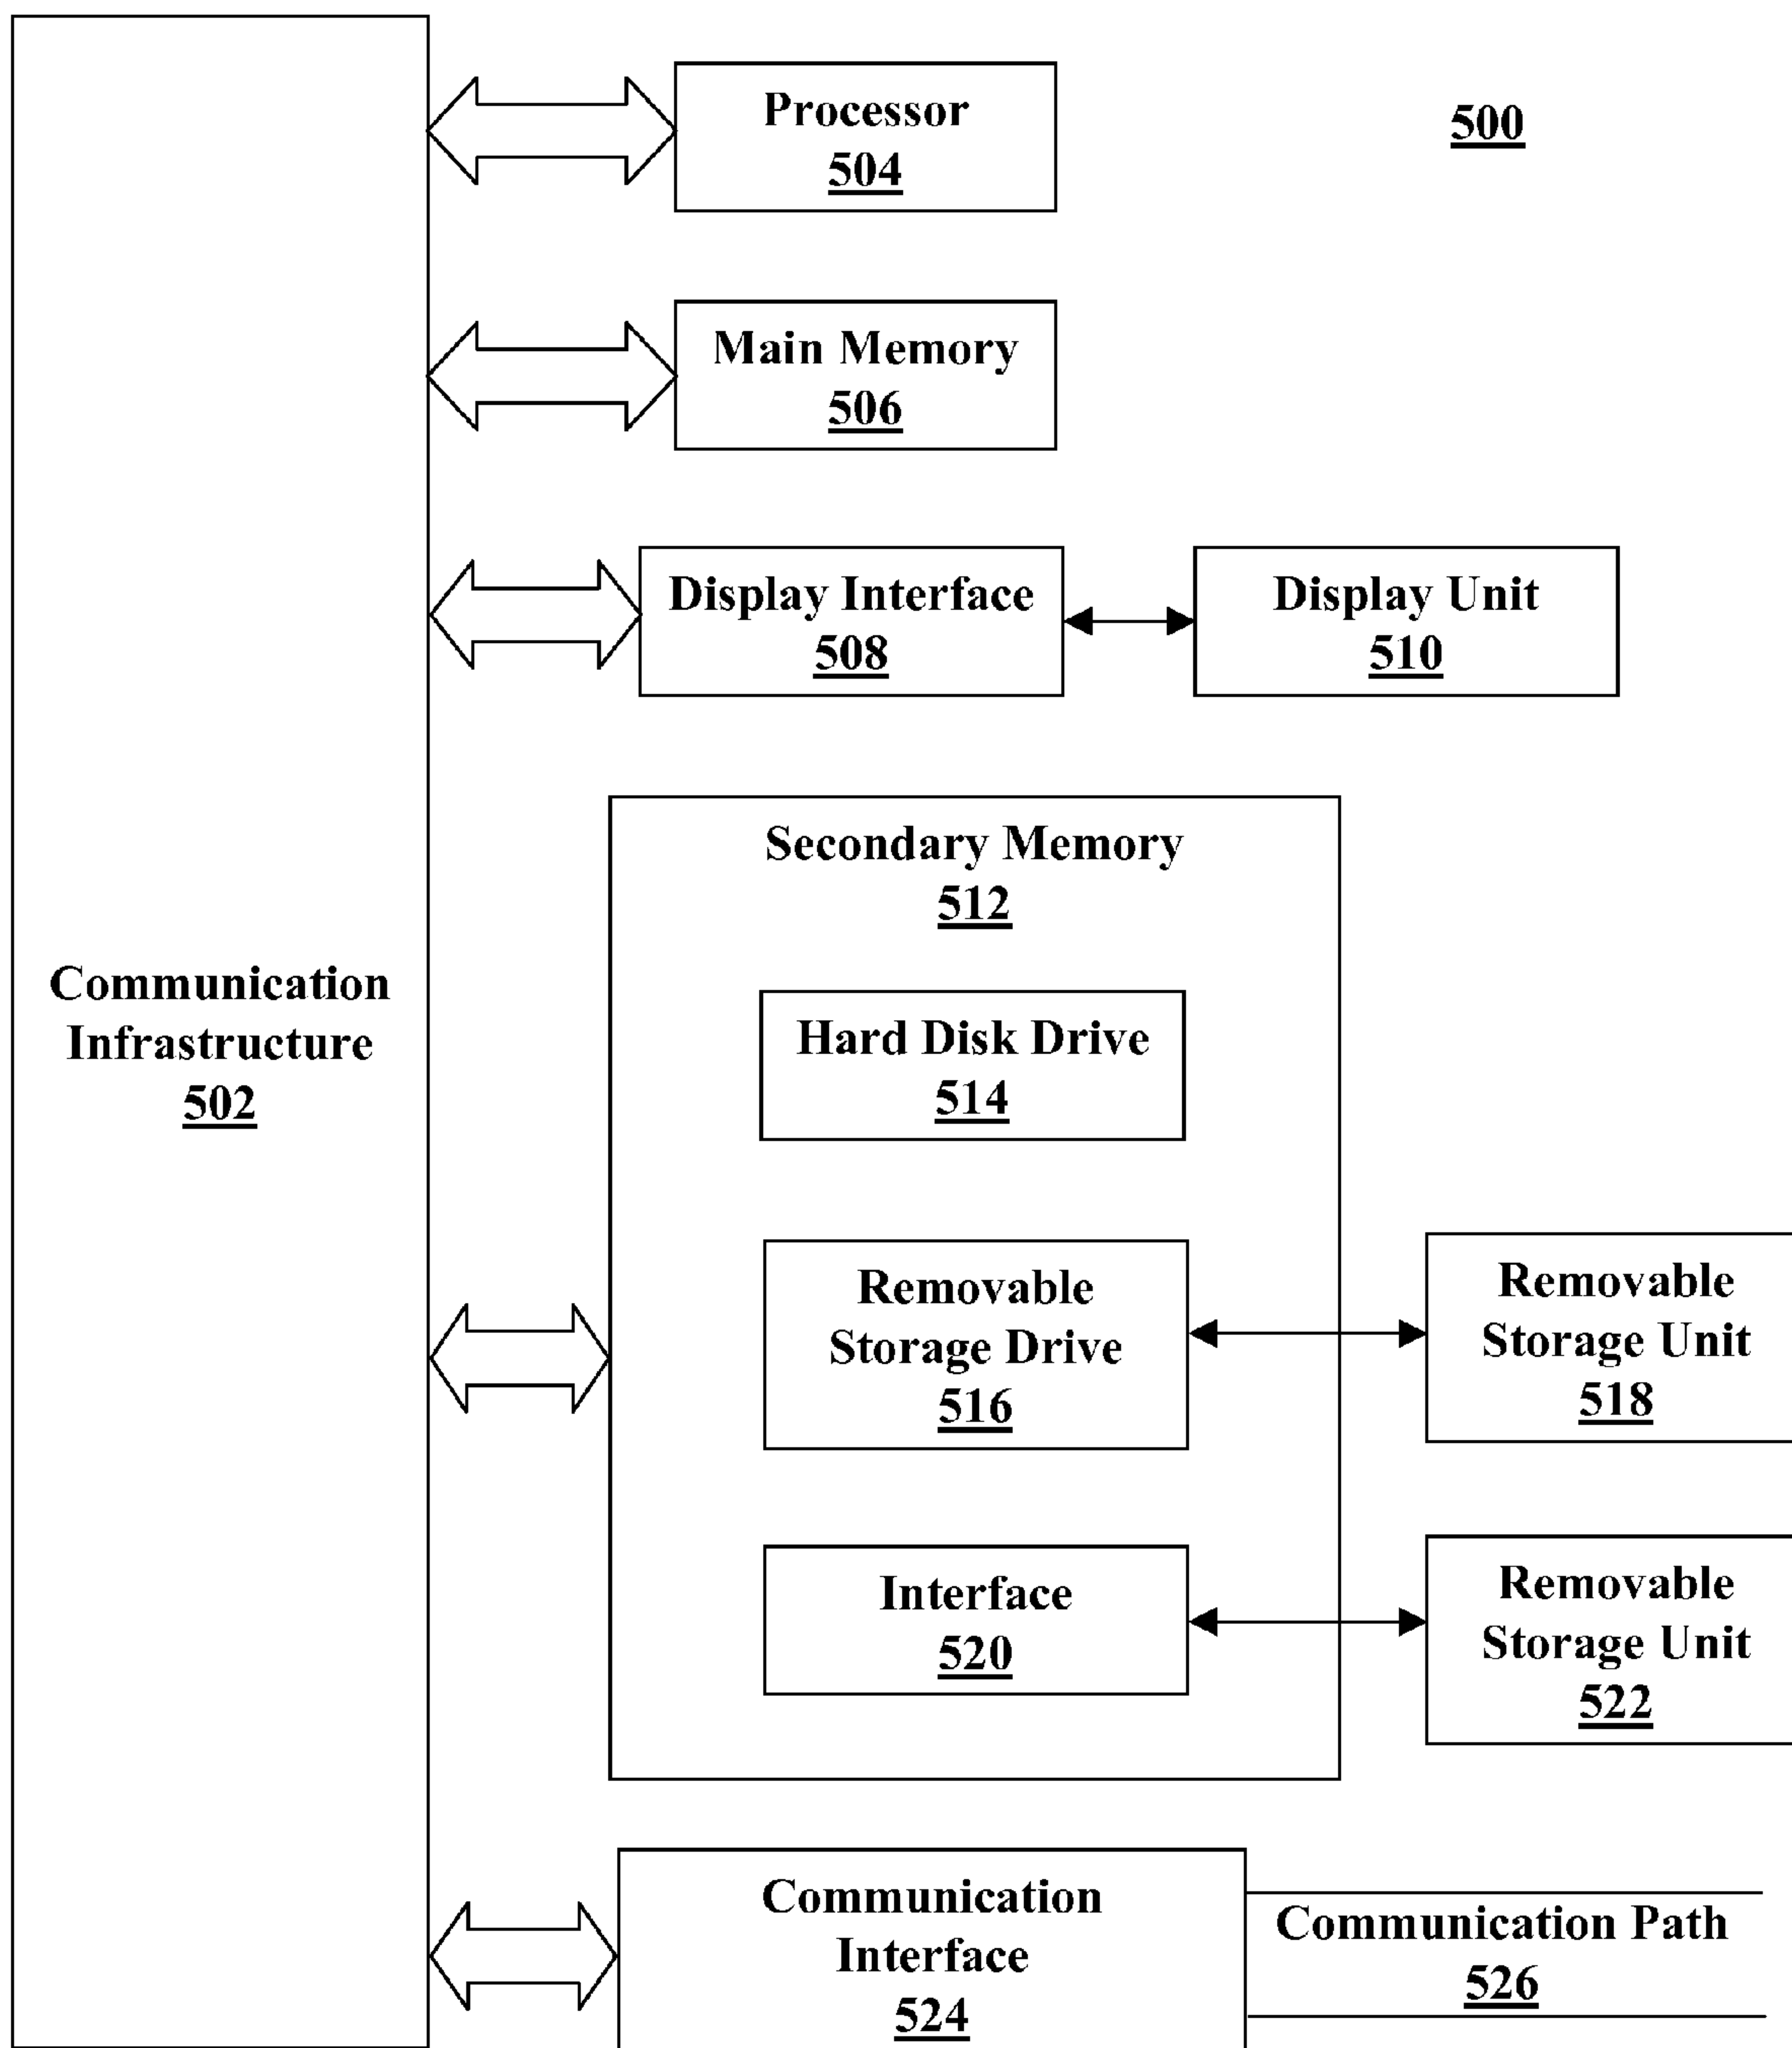 Processor
504
500
Main Memory
506
Display Interface
508
Display Unit
510
Secondary Memory
512
Communication
Infrastructure
502
Hard Disk Drive
514
Removable
Storage Drive
516
Removable
Storage Unit
518
Interface
520
Removable
Storage Unit
522
Communication
Interface
524
Communication Path
526